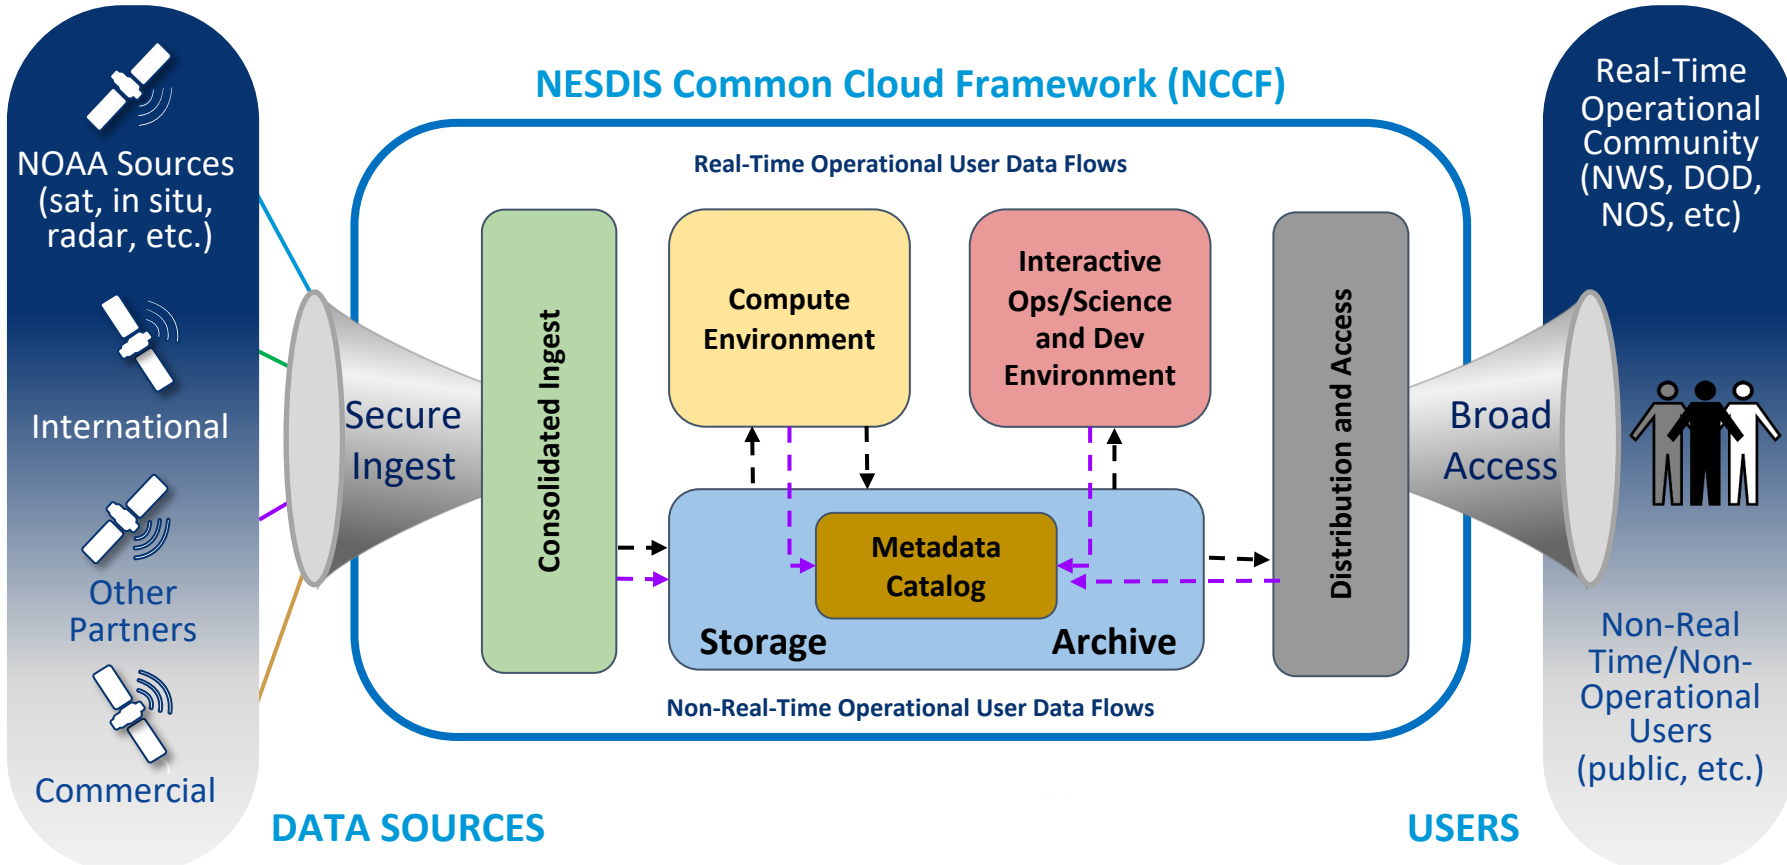 NESDIS Common Cloud Framework (NCCF)
NOAA Sources
(sat, in situ,
radar, etc.)
International
Other
Partners
Commercial
DATA SOURCES
Secure
Ingest
Real-Time Operational User Data Flows
Consolidated Ingest
Compute
Environment
Interactive
Ops/Science
and Dev
Environment
Metadata
Catalog
Storage
Archive
Distribution and Access
Non-Real-Time Operational User Data Flows
Broad
Access
Real-Time
Operational
Community
(NWS, DOD,
NOS, etc)
Non-Real
Time/Non-
Operational
Users
(public, etc.)
USERS